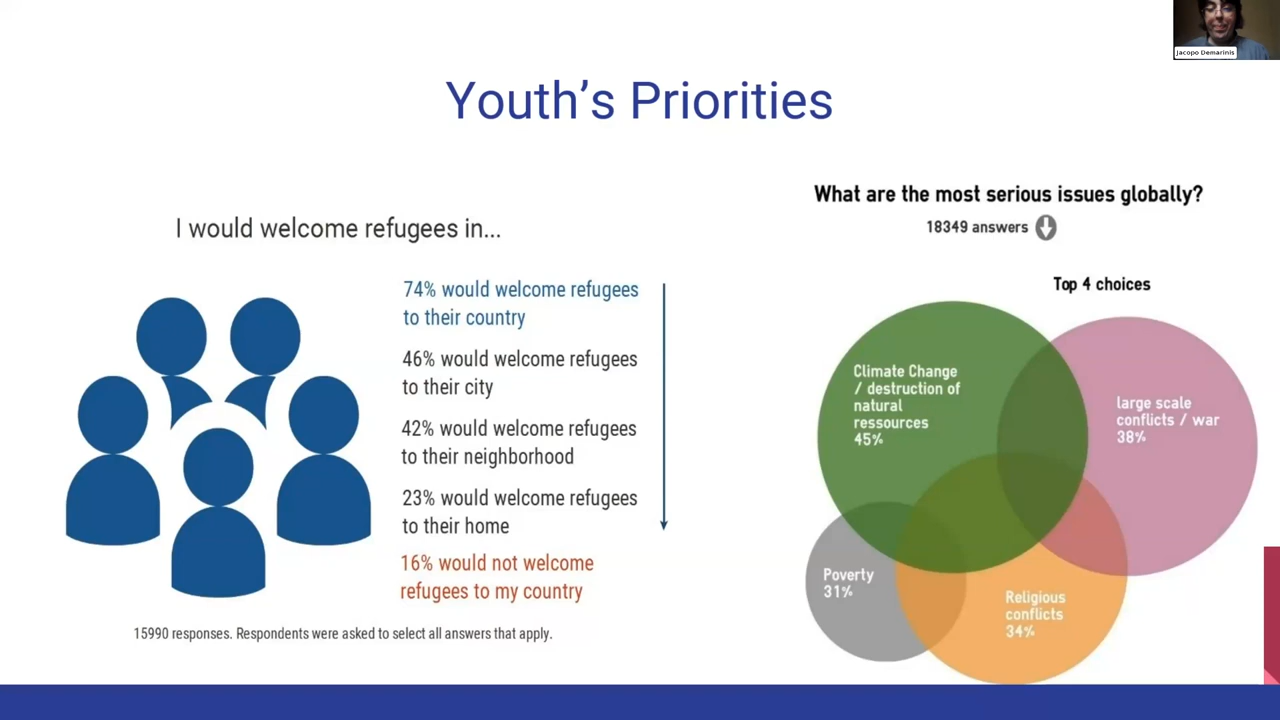 Jacopo Demarinis
Youth's Priorities
I would welcome refugees in...
74% would welcome refugees
to their country
46% would welcome refugees
to their city
42% would welcome refugees
to their neighborhood
23% would welcome refugees
to their home
16% would not welcome
refugees to my country
15990 responses. Respondents were asked to select all answers that apply.
What are the most serious issues globally?
18349 answers
Top 4 choices
Climate Change
/ destruction of
natural
ressources
45%
large scale
conflicts / war
38%
Poverty
31%
Religious
conflicts
34%